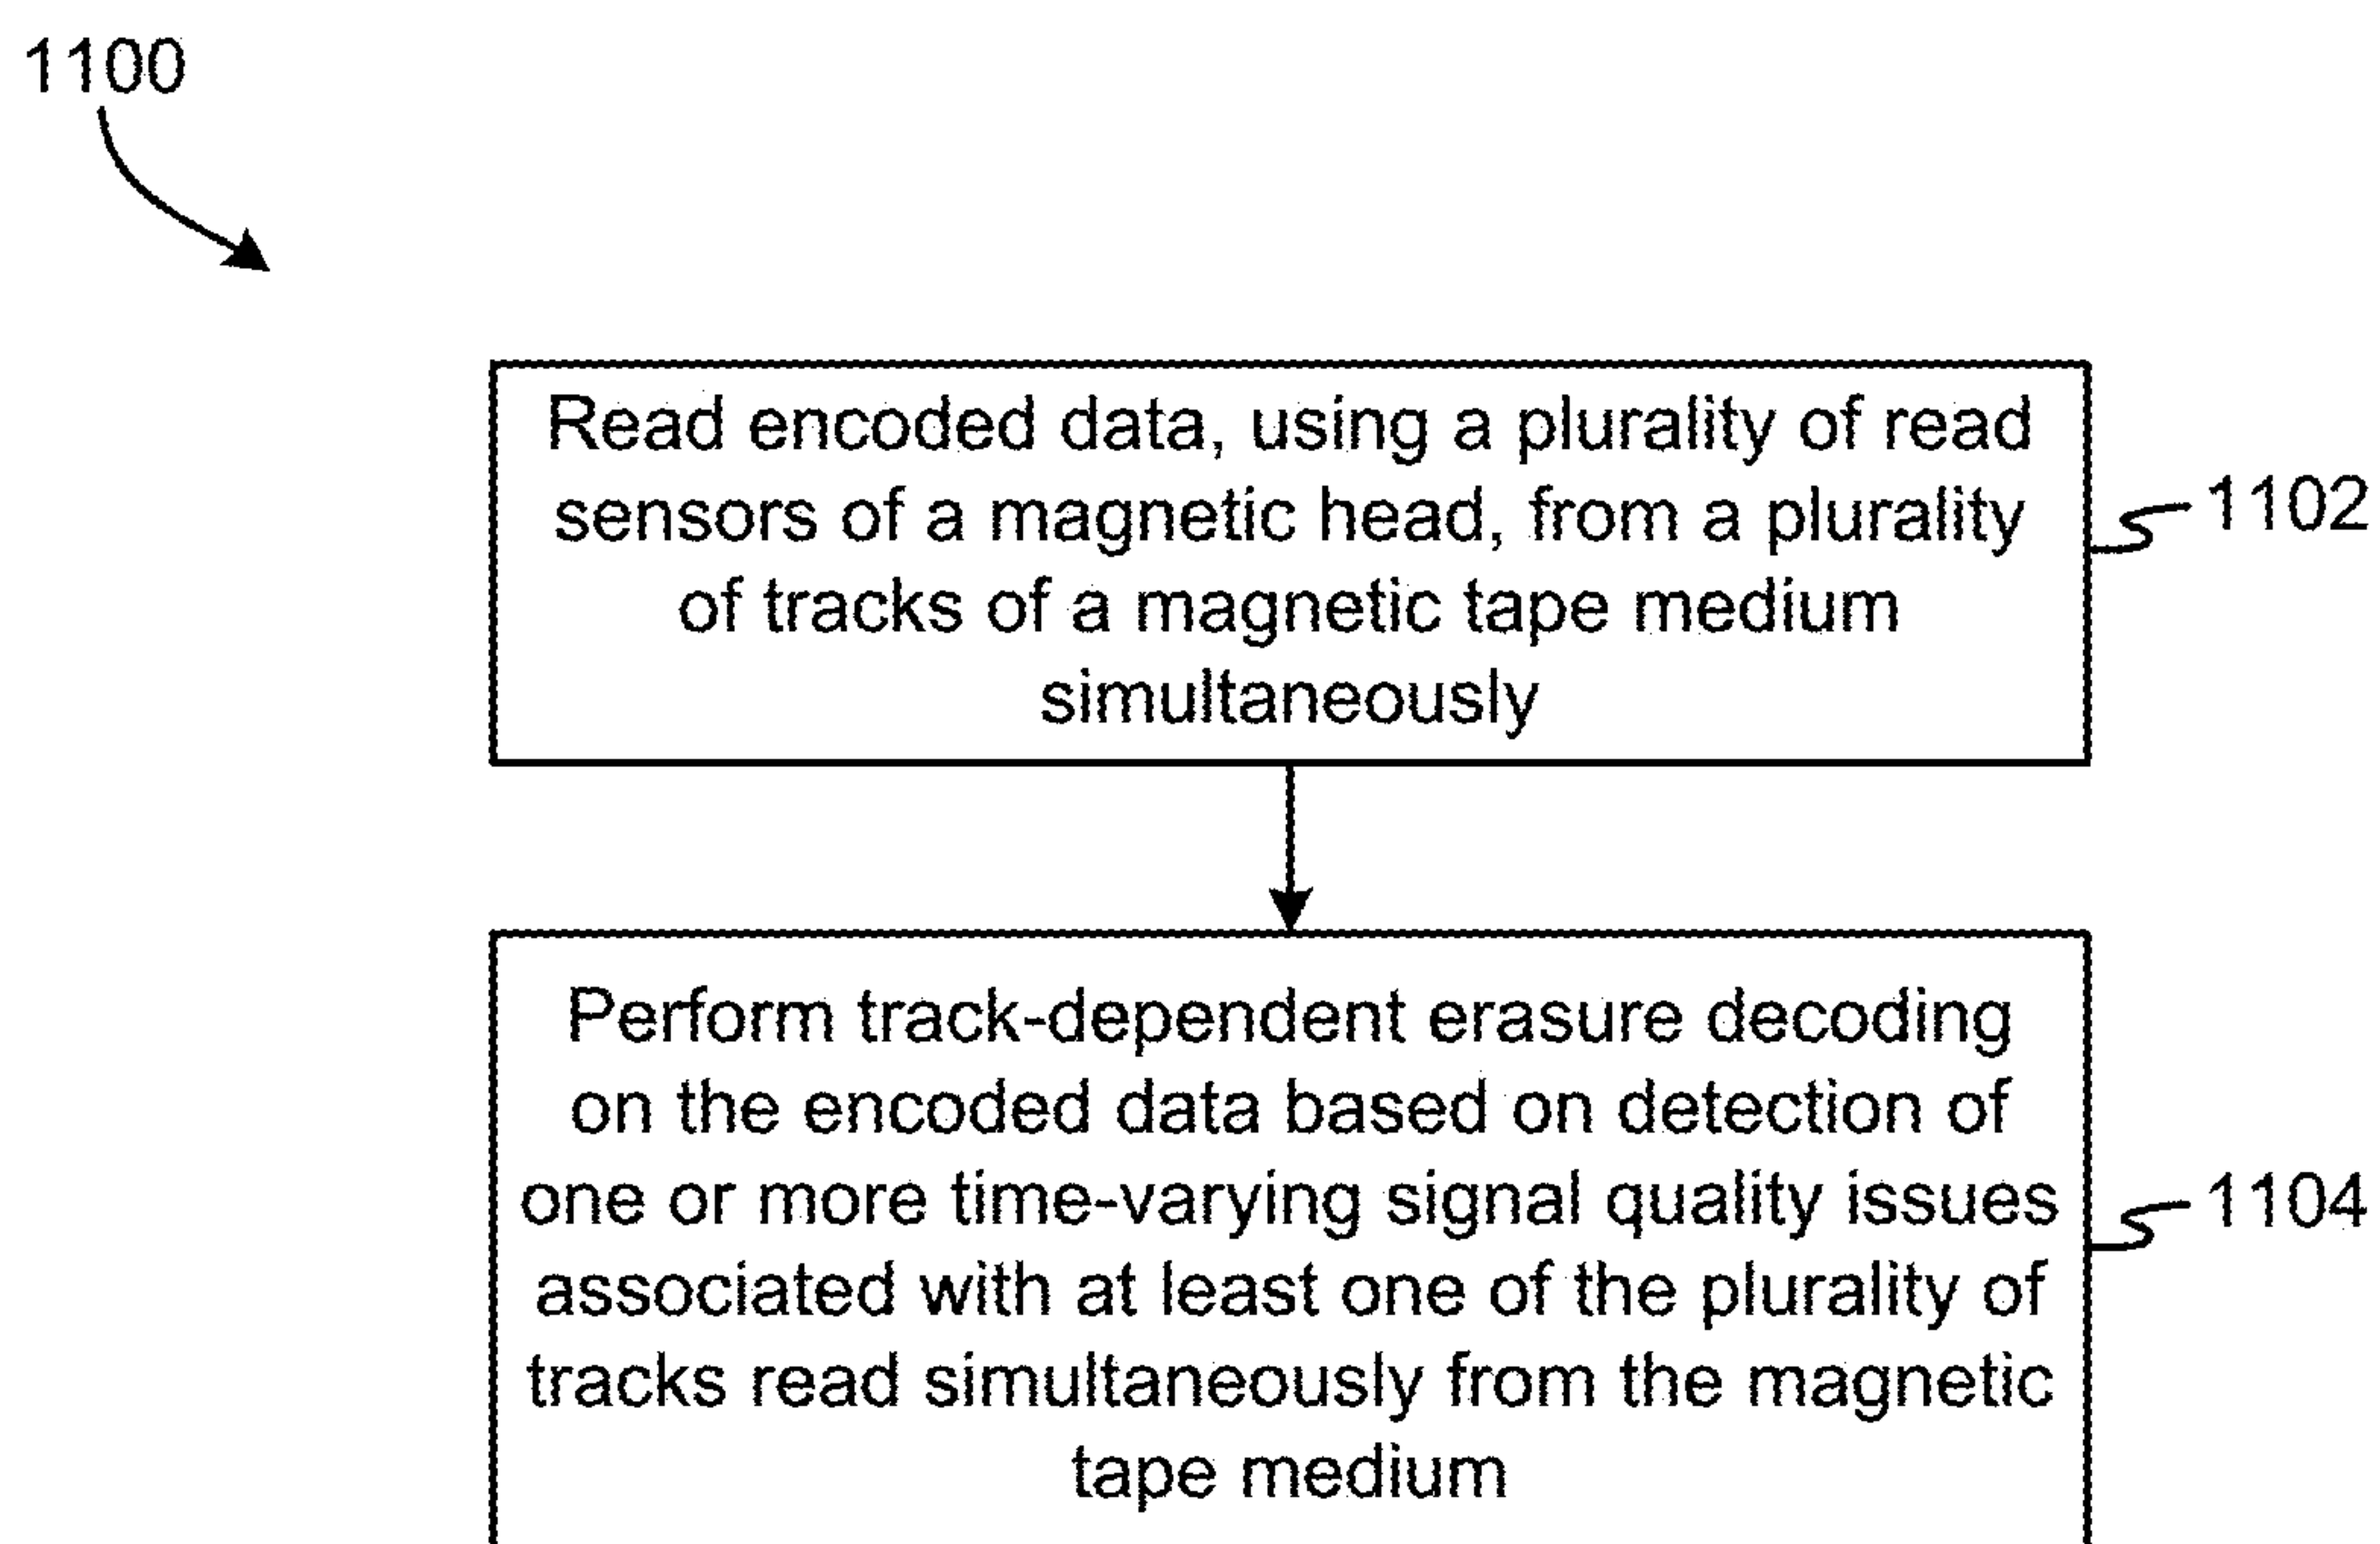 1100
Read encoded data, using a plurality of read
sensors of a magnetic head, from a plurality
of tracks of a magnetic tape medium
simultaneously
1102
Perform track-dependent erasure decoding
on the encoded data based on detection of
one or more time-varying signal quality issues
associated with at least one of the plurality of
tracks read simultaneously from the magnetic
tape medium
1104